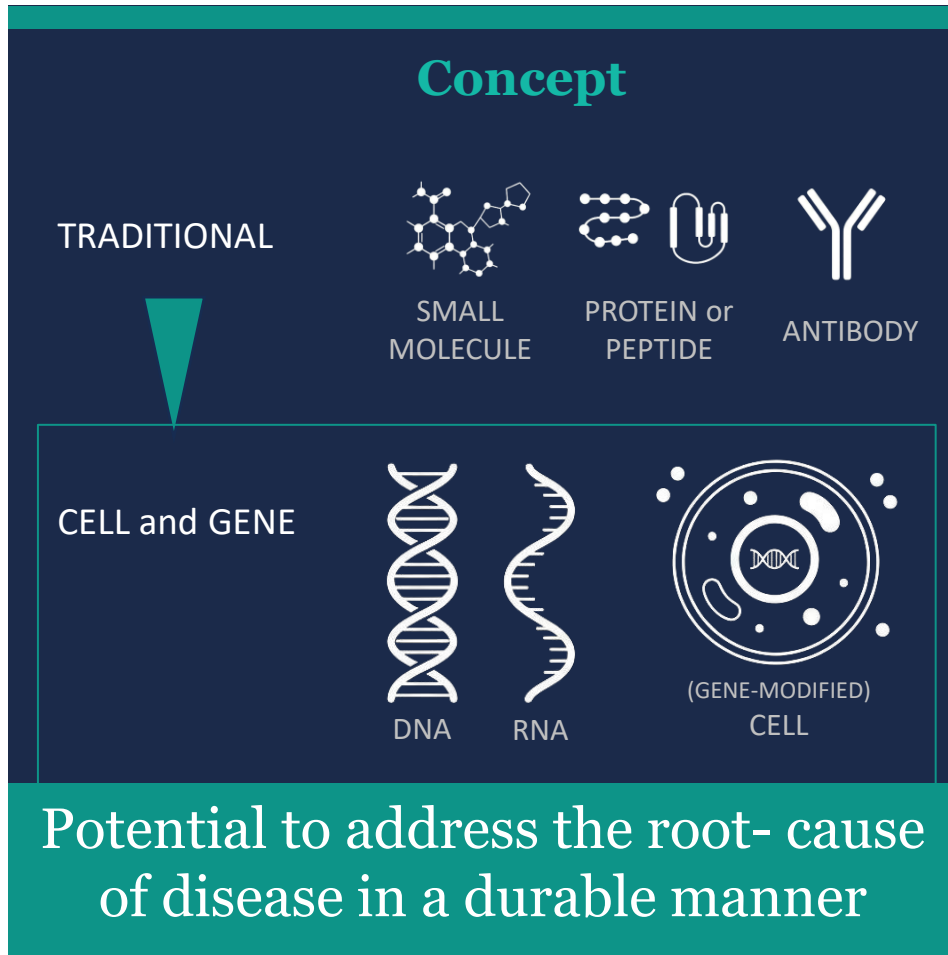 Concept
TRADITIONAL
SMALL
MOLECULE
PROTEIN or
PEPTIDE
ANTIBODY
CELL and GENE
DNA
RNA
(GENE-MODIFIED)
CELL
Potential to address the root- cause
of disease in a durable manner